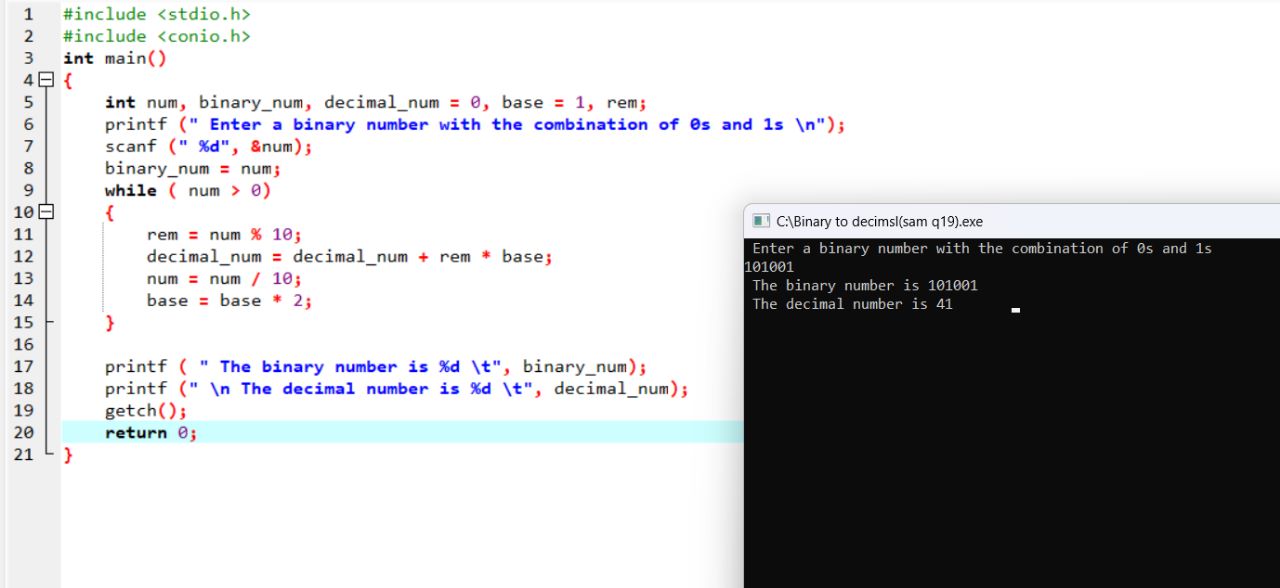 1 #include <stdio.h>
2 #include <conio.h>
3 int main()
4 {
5 int num, binary_num, decimal_num = 0, base = 1, rem;
6 printf (" Enter a binary number with the combination of 0s and 1s \n");
7 scanf (" %d", &num);
8 binary_num = num;
9 while ( num > 0)
10 {
11 rem = num % 10;
12 decimal_num = decimal_num + rem * base;
13 num = num / 10;
14 base = base * 2;
15 }
16
17 printf ( " The binary number is %d \t", binary_num);
18 printf (" \n The decimal number is %d \t", decimal_num);
19 getch();
20 return 0;
21 }
C:\Binary to decimsl(sam q19).exe
Enter a binary number with the combination of 0s and 1s
101001
The binary number is 101001
The decimal number is 41